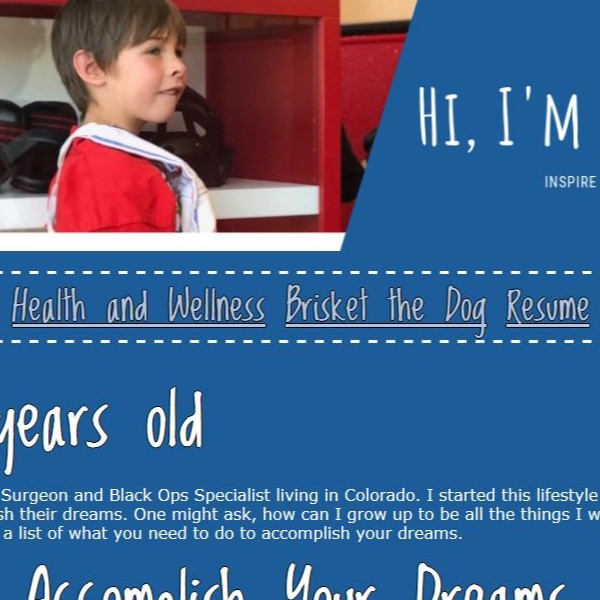 Hi, I'm
INSPIRE
Health and Wellness Brisket the Dog Resume
years old
Surgeon and Black Ops Specialist living in Colorado. I started this lifestyle
their dreams. One might ask, how can I grow up to be all the things I
a list of what you need to do to accomplish your dreams.
Accomplish Your Dreams